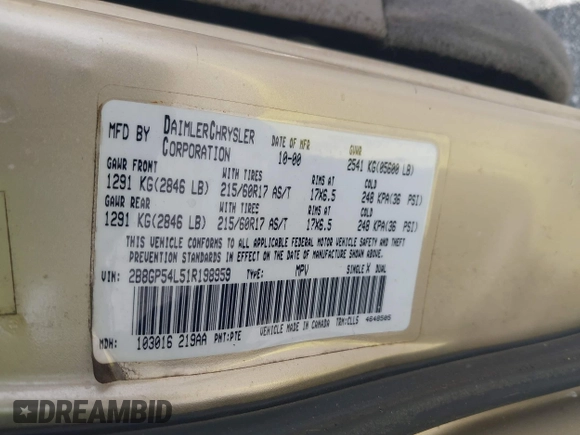 MFD BY DAIMLERCHRYSLER CORPORATION DATE OF MFR 10-00 GVWR 2541 KG(05600 LB)
GAWR FRONT WITH TIRES RIMS AT COLD
1291 KG(2846 LB) 215/60R17 AS/T 17X6.5 248 KPA(36 PSI)
GAWR REAR WITH TIRES RIMS AT COLD
1291 KG(2846 LB) 215/60R17 AS/T 17X6.5 248 KPA(36 PSI)
THIS VEHICLE CONFORMS TO ALL APPLICABLE FEDERAL MOTOR VEHICLE SAFETY AND THEFT
PREVENTION STANDARDS IN EFFECT ON THE DATE OF MANUFACTURE SHOWN ABOVE.
VIN: 2B8GP54L51R198959 TYPE: MPV SINGLE X DUAL
MDH: 103016 219AA PNT:PTE VEHICLE MADE IN CANADA TRM:CLL5 4648505
DREAMBID